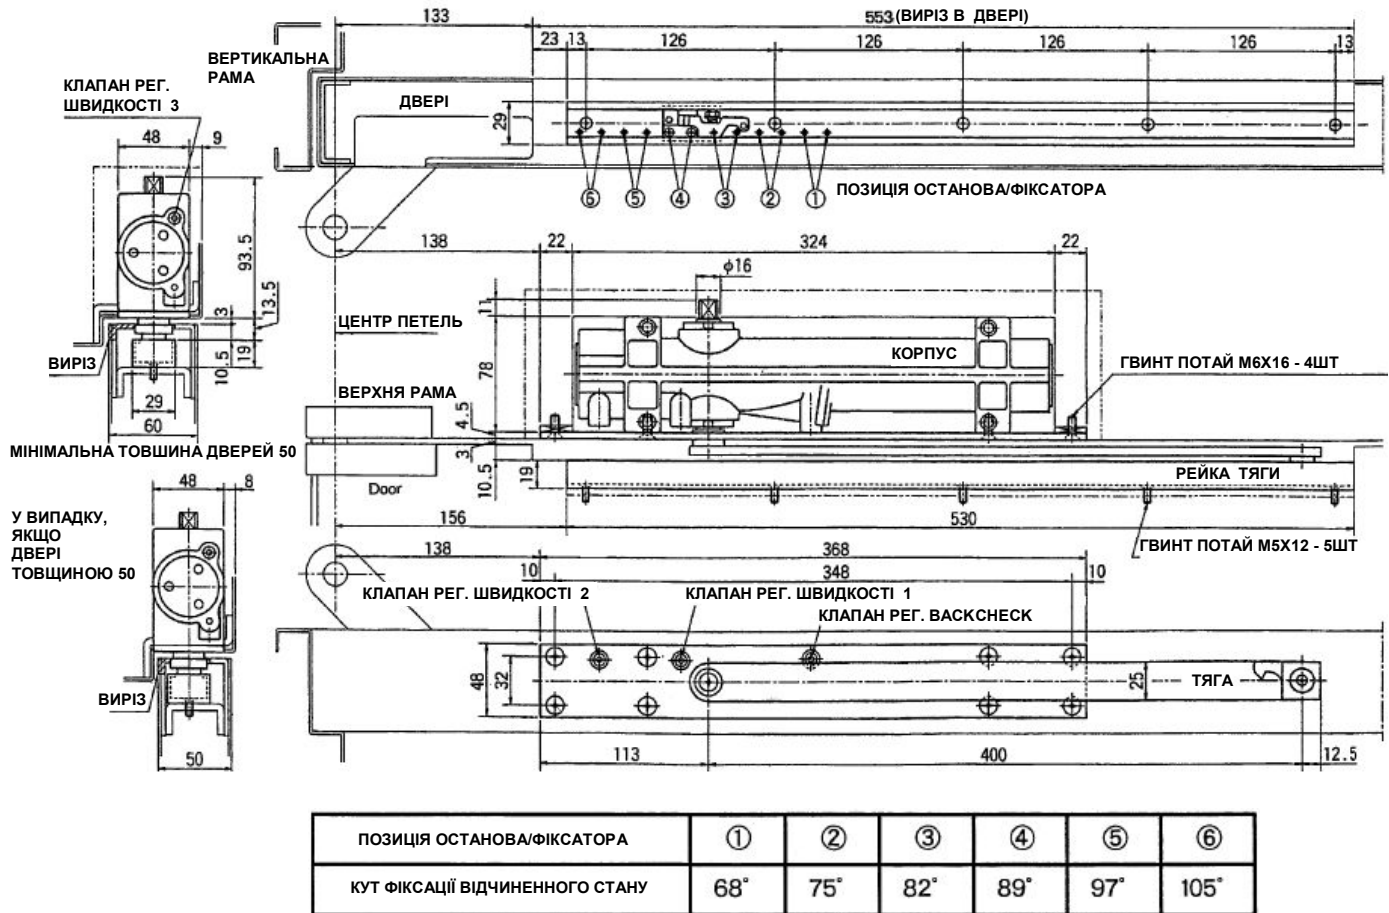 133
553 (ВИРІЗ В ДВЕРІ)
23
13
126
126
126
126
13
ВЕРТИКАЛЬНА
РАМА
КЛАПАН РЕГ.
ШВИДКОСТІ 3
ДВЕРІ
29
48
9
⑥ ⑤ ④ ③ ② ①
ПОЗИЦІЯ ОСТАНОВА/ФІКСАТОРА
93.5
138
22
324
22
φ16
11
13.5
3
ЦЕНТР ПЕТЕЛЬ
КОРПУС
ВИРІЗ
10.5
19
78
ГВИНТ ПОТАЙ М6Х16 - 4ШТ
29
ВЕРХНЯ РАМА
4.5
60
МІНІМАЛЬНА ТОВШИНА ДВЕРЕЙ 50
3
10.5
19
РЕЙКА ТЯГИ
48
8
Door
У ВИПАДКУ,
ЯКЩО
ДВЕРІ
ТОВЩИНОЮ 50
156
530
ГВИНТ ПОТАЙ М5Х12 - 5ШТ
138
368
10
348
10
КЛАПАН РЕГ. ШВИДКОСТІ 2
КЛАПАН РЕГ. ШВИДКОСТІ 1
КЛАПАН РЕГ. BACKCHECK
48
32
25
ТЯГА
ВИРІЗ
50
113
400
12.5
ПОЗИЦІЯ ОСТАНОВА/ФІКСАТОРА ① ② ③ ④ ⑤ ⑥
КУТ ФІКСАЦІЇ ВІДЧИНЕННОГО СТАНУ 68° 75° 82° 89° 97° 105°